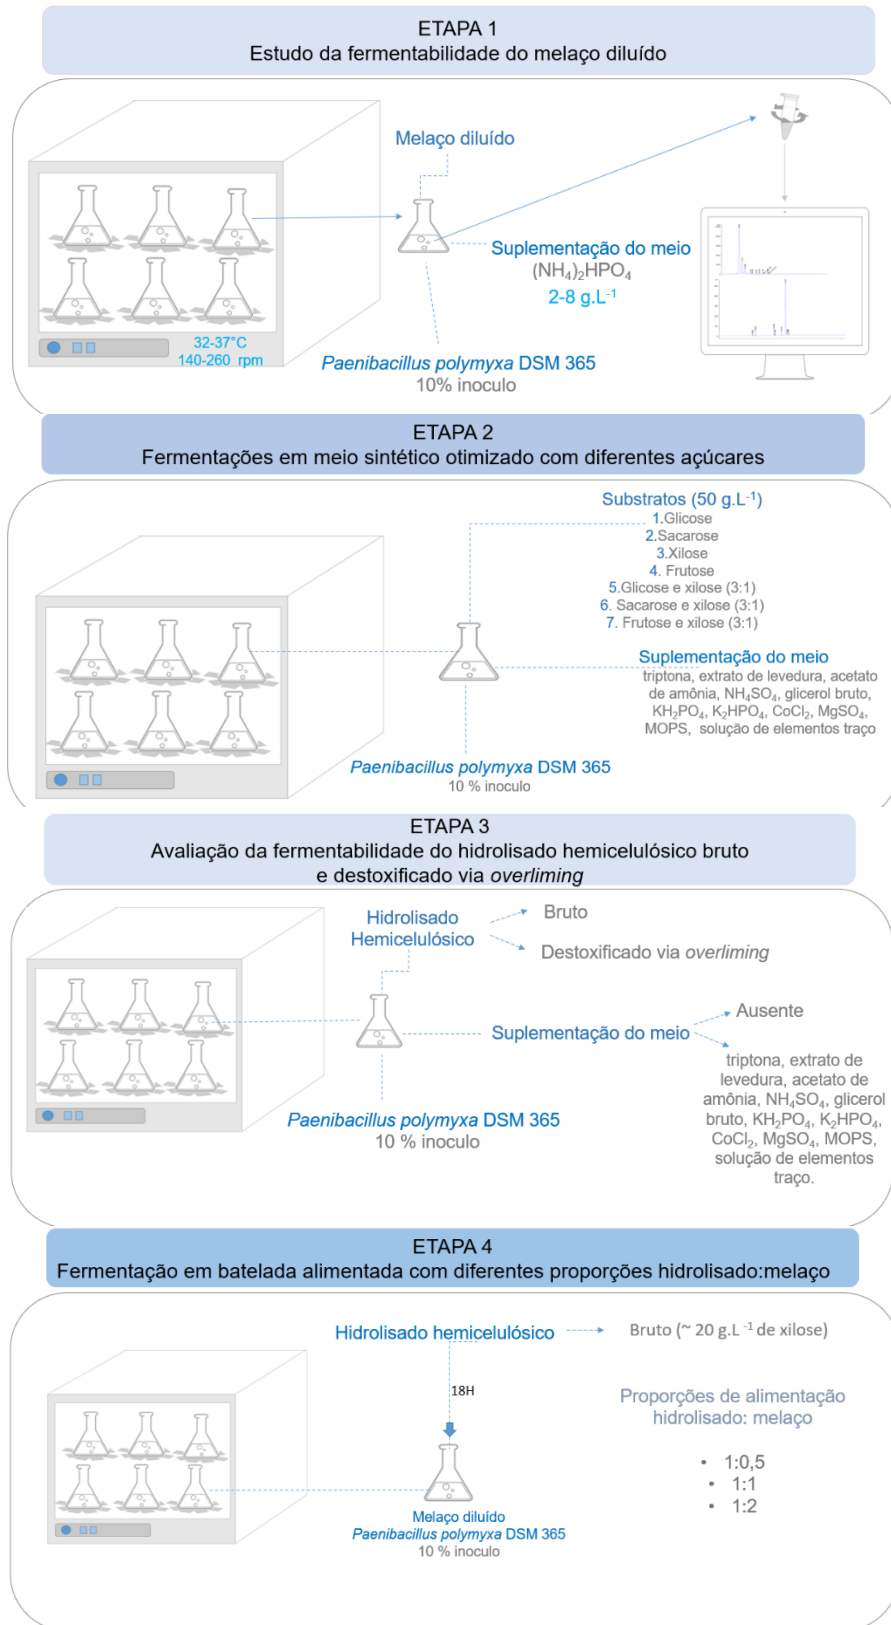 ETAPA 1
Estudo da fermentabilidade do melaço diluído
Melaço diluído
Suplementação do meio
(NH₄)₂HPO₄
2-8 g.L⁻¹
32-37°C
140-260 rpm
Paenibacillus polymyxa DSM 365
10% inoculo
ETAPA 2
Fermentações em meio sintético otimizado com diferentes açúcares
Substratos (50 g.L⁻¹)
1.Glicose
2.Sacarose
3.Xilose
4. Frutose
5.Glicose e xilose (3:1)
6. Sacarose e xilose (3:1)
7. Frutose e xilose (3:1)
Suplementação do meio
triptona, extrato de levedura, acetato
de amônia, NH₄SO₄, glicerol bruto,
KH₂PO₄, K₂HPO₄, CoCl₂, MgSO₄,
MOPS, solução de elementos traço
Paenibacillus polymyxa DSM 365
10 % inoculo
ETAPA 3
Avaliação da fermentabilidade do hidrolisado hemicelulósico bruto
e destoxificado via overliming
Hidrolisado
Hemicelulósico
Bruto
Destoxificado via overliming
Suplementação do meio
Ausente
triptona, extrato de
levedura, acetato de
amônia, NH₄SO₄, glicerol
bruto, KH₂PO₄, K₂HPO₄,
CoCl₂, MgSO₄, MOPS,
solução de elementos
traço.
Paenibacillus polymyxa DSM 365
10 % inoculo
ETAPA 4
Fermentação em batelada alimentada com diferentes proporções hidrolisado:melaço
Hidrolisado hemicelulósico
Bruto (~ 20 g.L ⁻¹ de xilose)
18H
Proporções de alimentação
hidrolisado: melaço
• 1:0,5
• 1:1
• 1:2
Melaço diluído
Paenibacillus polymyxa DSM 365
10 % inoculo